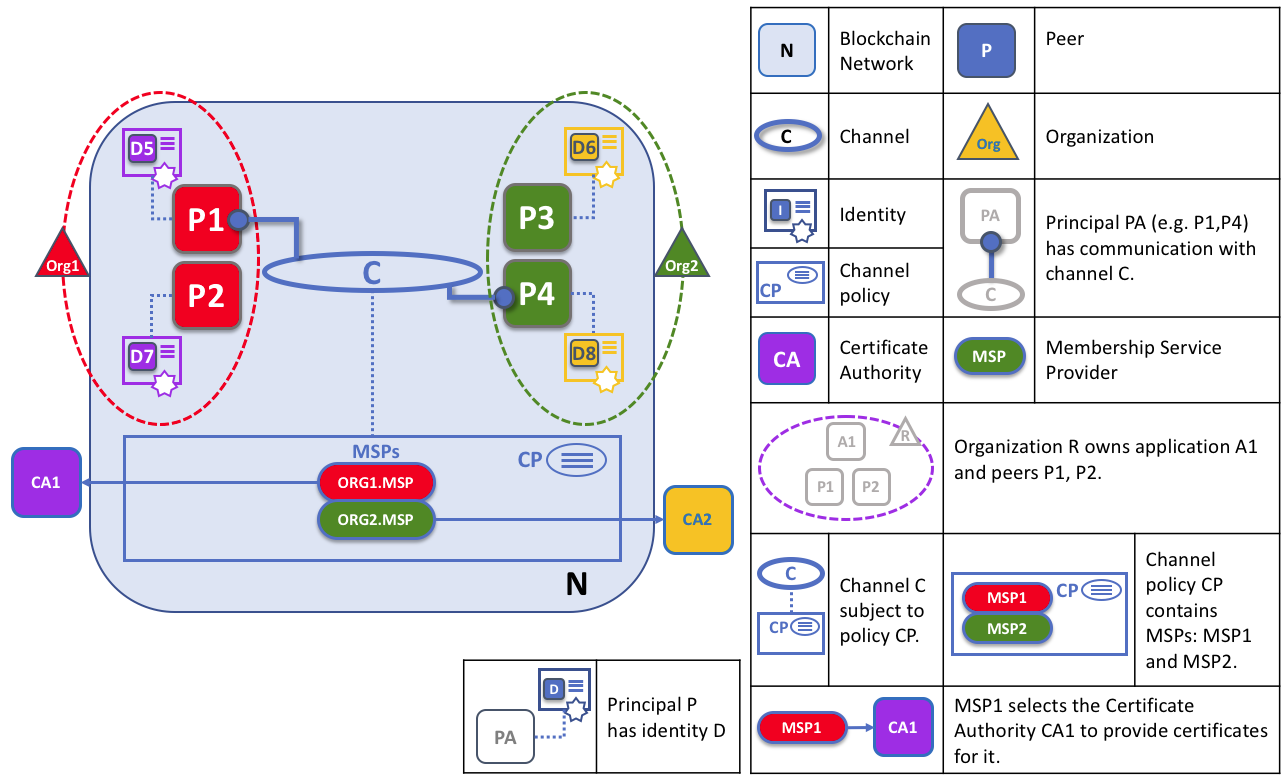 D5
D6
P1
P3
Org1
C
Org2
P2
P4
D7
D8
MSPs
CP
CA1
ORG1.MSP
ORG2.MSP
CA2
N
PA
D
Principal P
has identity D
N
Blockchain
Network
P
Peer
C
Channel
Org
Organization
I
Identity
CP
Channel
policy
PA
C
Principal PA (e.g. P1,P4)
has communication with
channel C.
CA
Certificate
Authority
MSP
Membership Service
Provider
A1
R
P1
P2
Organization R owns application A1
and peers P1, P2.
C
CP
Channel C
subject to
policy CP.
MSP1
MSP2
CP
Channel
policy CP
contains
MSPs: MSP1
and MSP2.
MSP1
CA1
MSP1 selects the Certificate
Authority CA1 to provide certificates
for it.